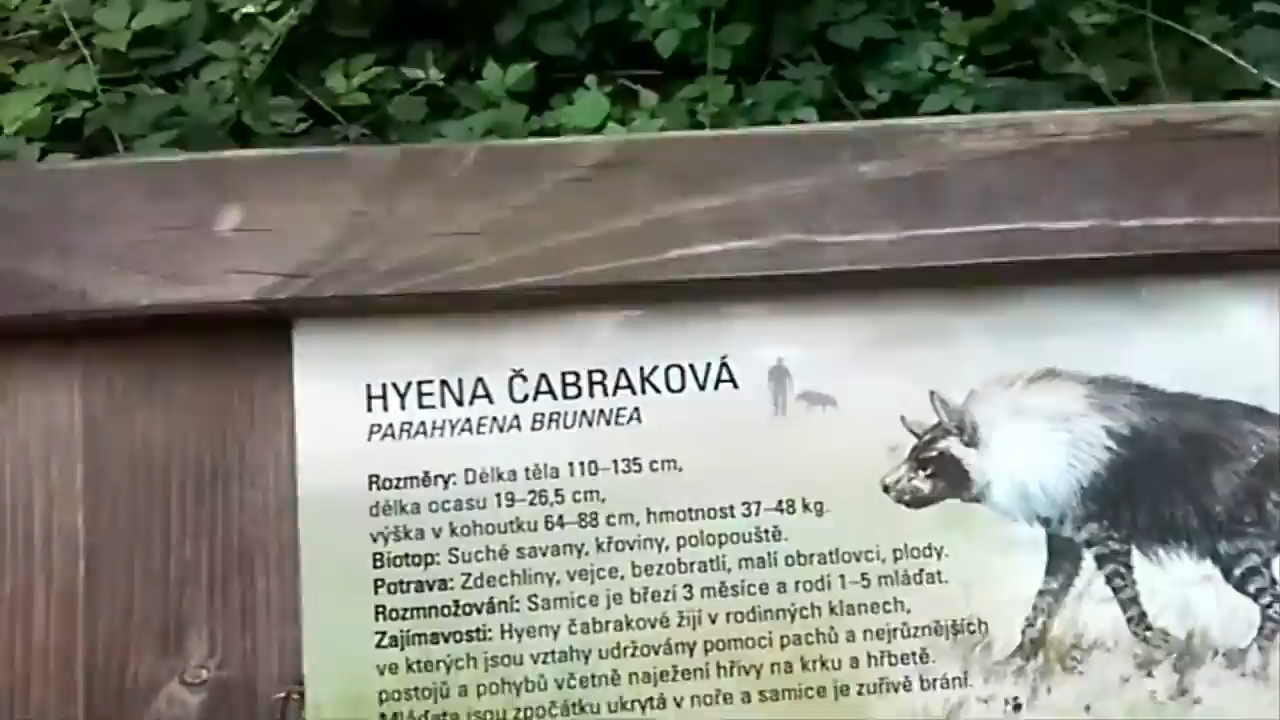 HYENA ČABRAKOVÁ
PARAHYAENA BRUNNEA
Rozměry: Délka těla 110–135 cm,
délka ocasu 19–26,5 cm,
výška v kohoutku 64–88 cm, hmotnost 37–48 kg.
Biotop: Suché savany, křoviny, polopouště.
Potrava: Zdechliny, vejce, bezobratlí, malí obratlovci, plody.
Rozmnožování: Samice je březí 3 měsíce a rodí 1–5 mláďat.
Zajímavosti: Hyeny čabrakové žijí v rodinných klanech,
ve kterých jsou vztahy udržovány pomocí pachů a nejrůznějších
postojů a pohybů včetně naježení hřívy na krku a hřbetě.
Mláďata jsou zpočátku ukrytá v noře a samice je zuřivě brání.